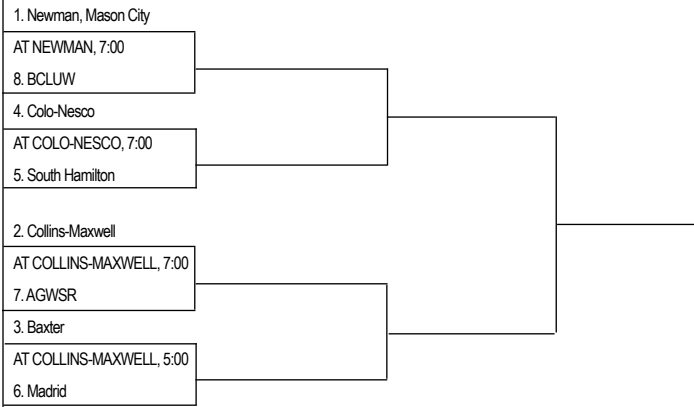 1. Newman, Mason City
AT NEWMAN, 7:00
8. BCLUW
4. Colo-Nesco
AT COLO-NESCO, 7:00
5. South Hamilton
2. Collins-Maxwell
AT COLLINS-MAXWELL, 7:00
7. AGWSR
3. Baxter
AT COLLINS-MAXWELL, 5:00
6. Madrid